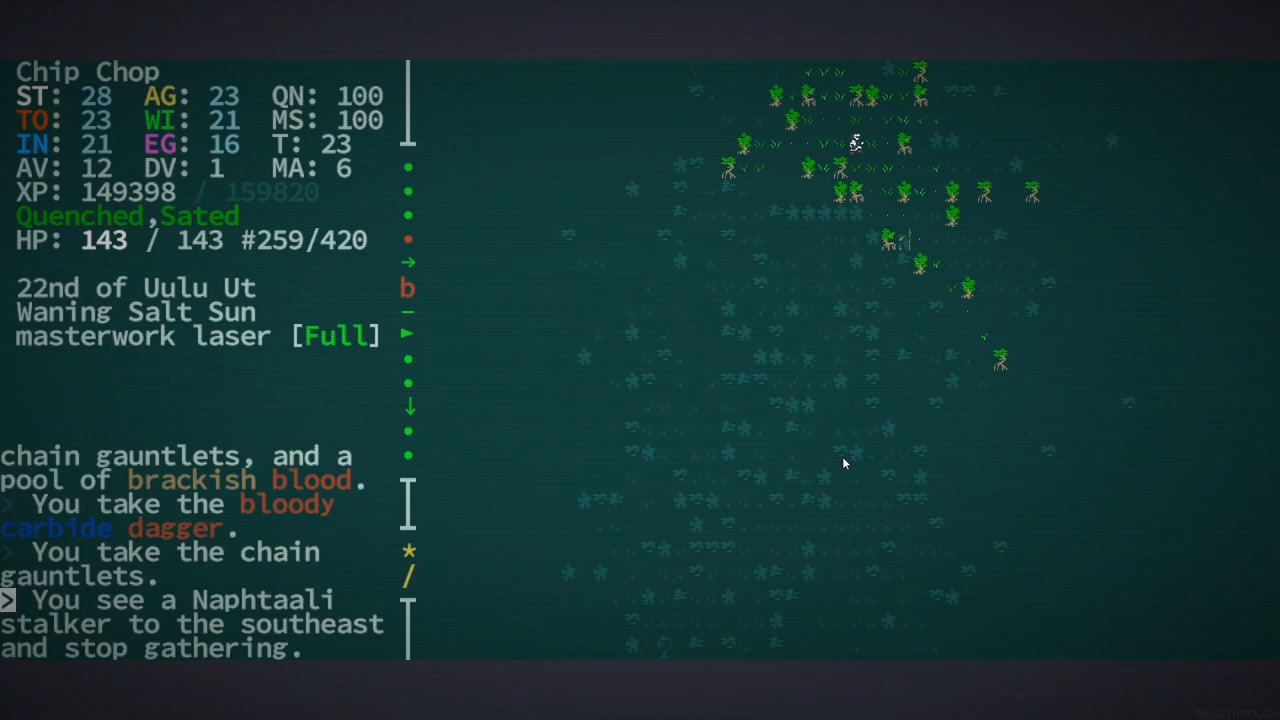 Chip Chop
ST: 28 AG: 23 QN: 100
TO: 23 WI: 21 MS: 100
IN: 21 EG: 16 T: 23
AV: 12 DV: 1 MA: 6
XP: 149398 / 159820
Quenched,Sated
HP: 143 / 143 #259/420
22nd of Uulu Ut
b
Waning Salt Sun
masterwork laser [Full]
chain gauntlets, and a
pool of brackish blood.
> You take the bloody
carbide dagger.
> You take the chain
gauntlets.
> You see a Naphtaali
stalker to the southeast
and stop gathering.
PASSTHROUGH